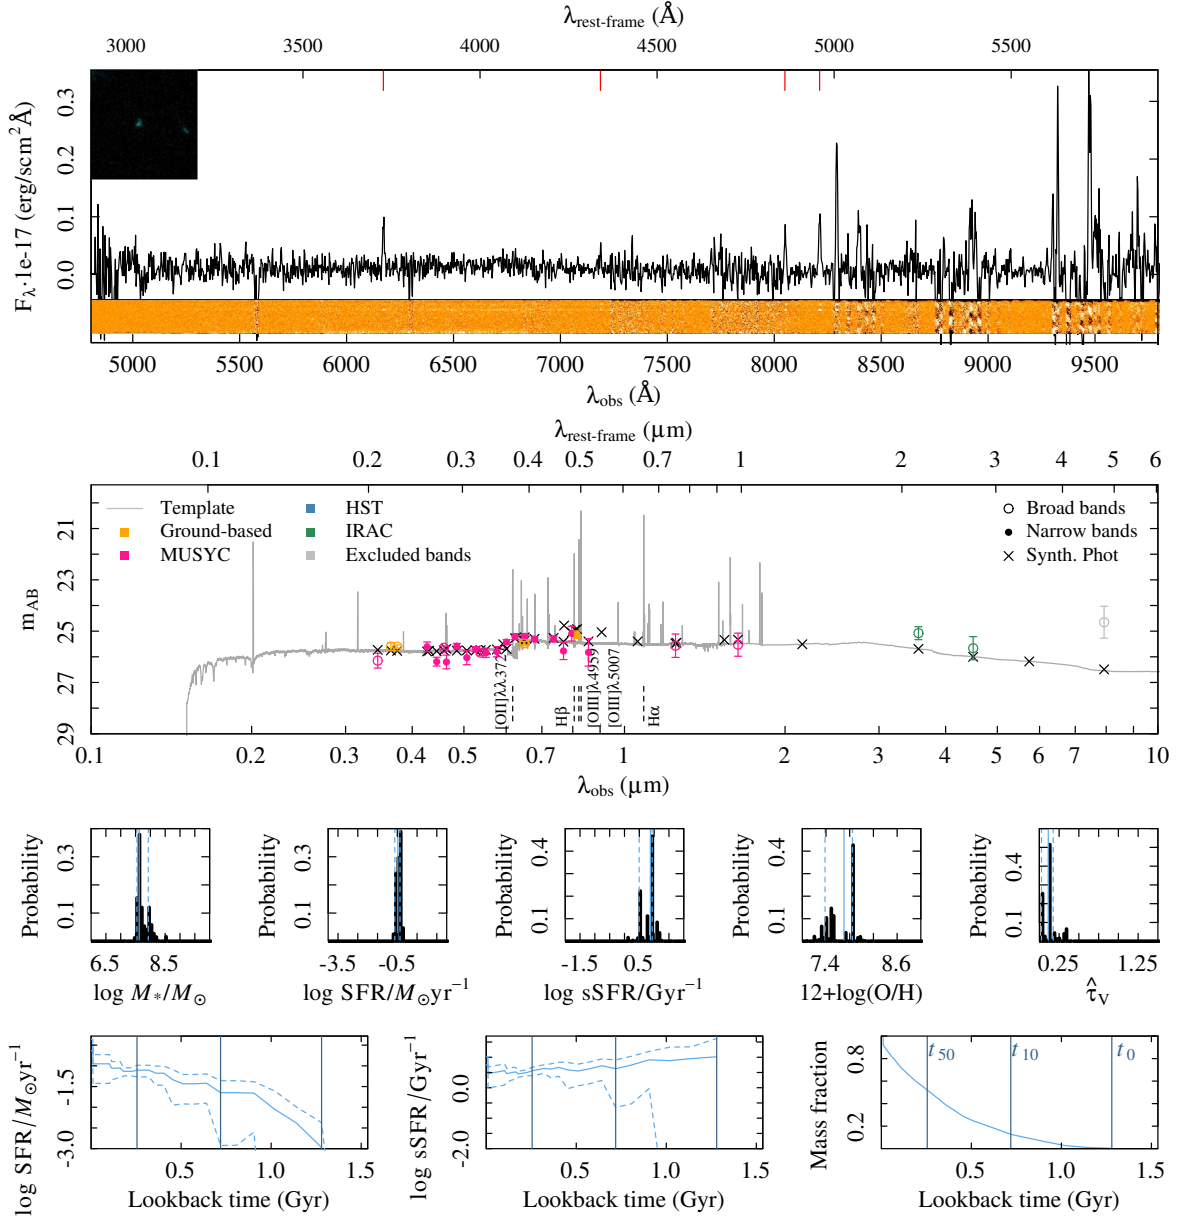 λrest-frame (Å)
3000 3500 4000 4500 5000 5500
Fλ·1e-17 (erg/scm²Å)
0.0 0.1 0.2 0.3
5000 5500 6000 6500 7000 7500 8000 8500 9000 9500
λobs (Å)
λrest-frame (μm)
0.1 0.2 0.3 0.4 0.5 0.7 1 2 3 4 5 6
mAB
21
23
25
27
29
Template
Ground-based
MUSYC
HST
IRAC
Excluded bands
Broad bands
Narrow bands
Synth. Phot
[OII]λλ372
Hβ
[OIII]λ4959
[OIII]λ5007
Hα
0.1 0.2 0.3 0.4 0.5 0.7 1 2 3 4 5 6 7 10
λobs (μm)
Probability
0.1 0.3
6.5 8.5
log M*/M⊙
Probability
0.1 0.3
-3.5 -0.5
log SFR/M⊙yr⁻¹
Probability
0.1 0.4
-1.5 0.5
log sSFR/Gyr⁻¹
Probability
0.1 0.4
7.4 8.6
12+log(O/H)
Probability
0.1 0.4
0.25 1.25
τ̂V
log SFR/M⊙yr⁻¹
-3.0 -1.5
0.5 1.0 1.5
Lookback time (Gyr)
log sSFR/Gyr⁻¹
-2.0 0.0
0.5 1.0 1.5
Lookback time (Gyr)
Mass fraction
0.2 0.8
t50 t10 t0
0.5 1.0 1.5
Lookback time (Gyr)